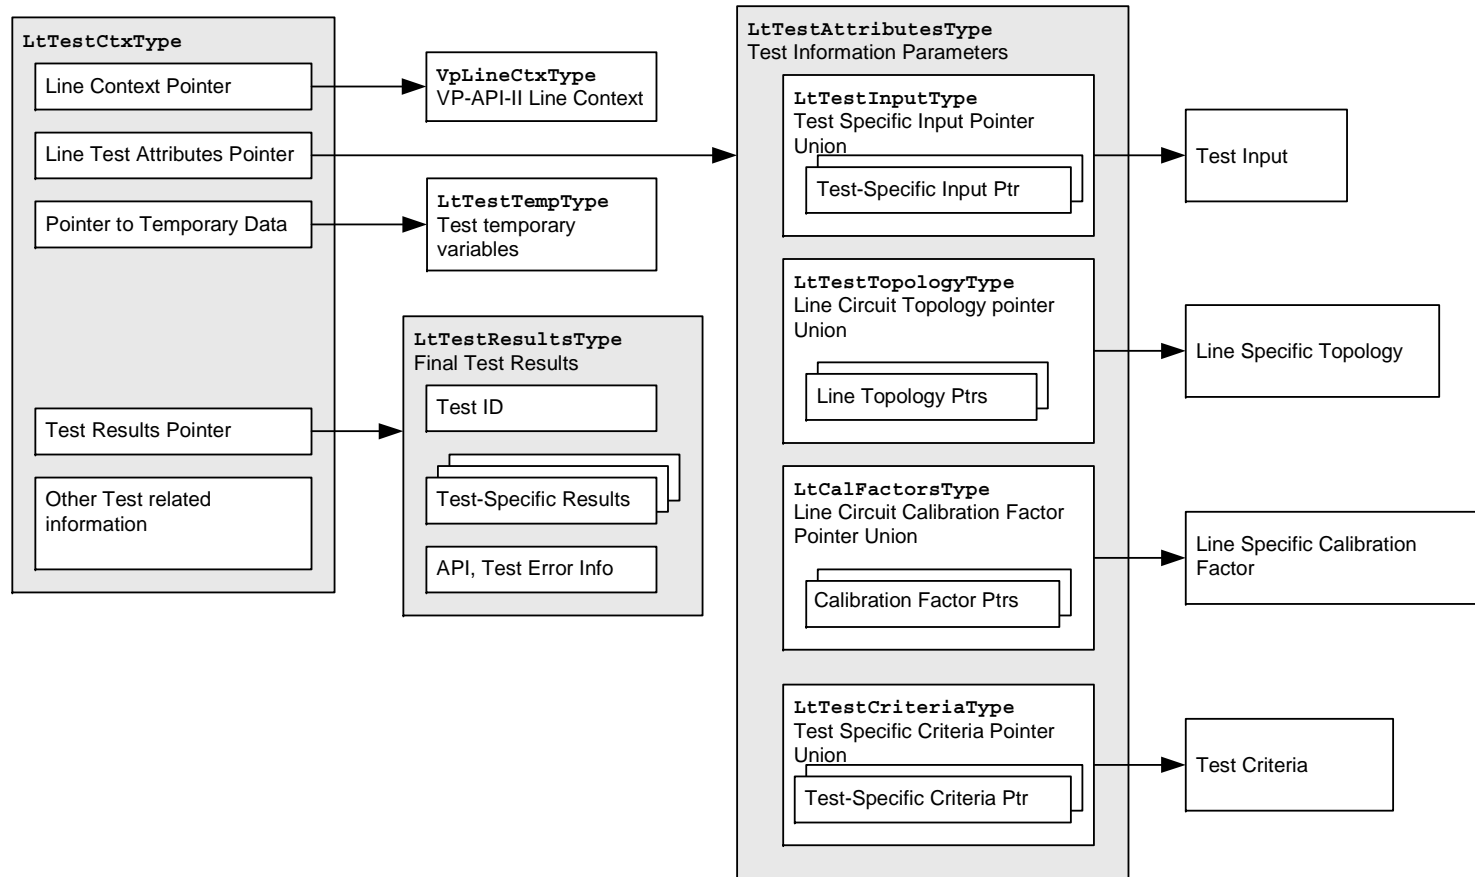 LtTestCtxType
Line Context Pointer
Line Test Attributes Pointer
Pointer to Temporary Data
Test Results Pointer
Other Test related
information
VpLineCtxType
VP-API-II Line Context
LtTestTempType
Test temporary
variables
LtTestResultsType
Final Test Results
Test ID
Test-Specific Results
API, Test Error Info
LtTestAttributesType
Test Information Parameters
LtTestInputType
Test Specific Input Pointer
Union
Test-Specific Input Ptr
LtTestTopologyType
Line Circuit Topology pointer
Union
Line Topology Ptrs
LtCalFactorsType
Line Circuit Calibration Factor
Pointer Union
Calibration Factor Ptrs
LtTestCriteriaType
Test Specific Criteria Pointer
Union
Test-Specific Criteria Ptr
Test Input
Line Specific Topology
Line Specific Calibration
Factor
Test Criteria